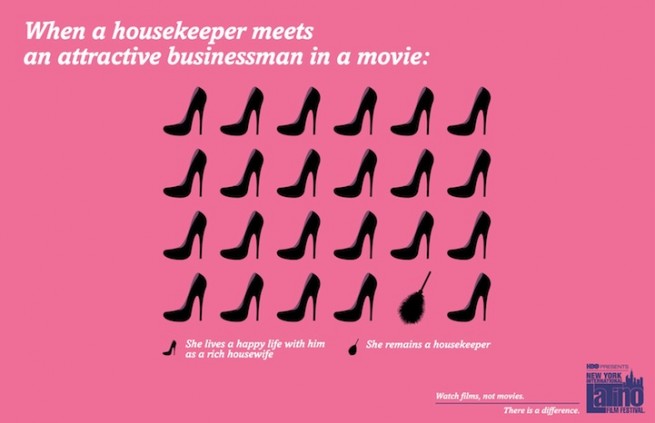 When a housekeeper meets
an attractive businessman in a movie:
She lives a happy life with him
as a rich housewife
She remains a housekeeper
Watch films, not movies.
There is a difference.
HBO PRESENTS
NEW YORK
INTERNATIONAL
Latino
FILM FESTIVAL.